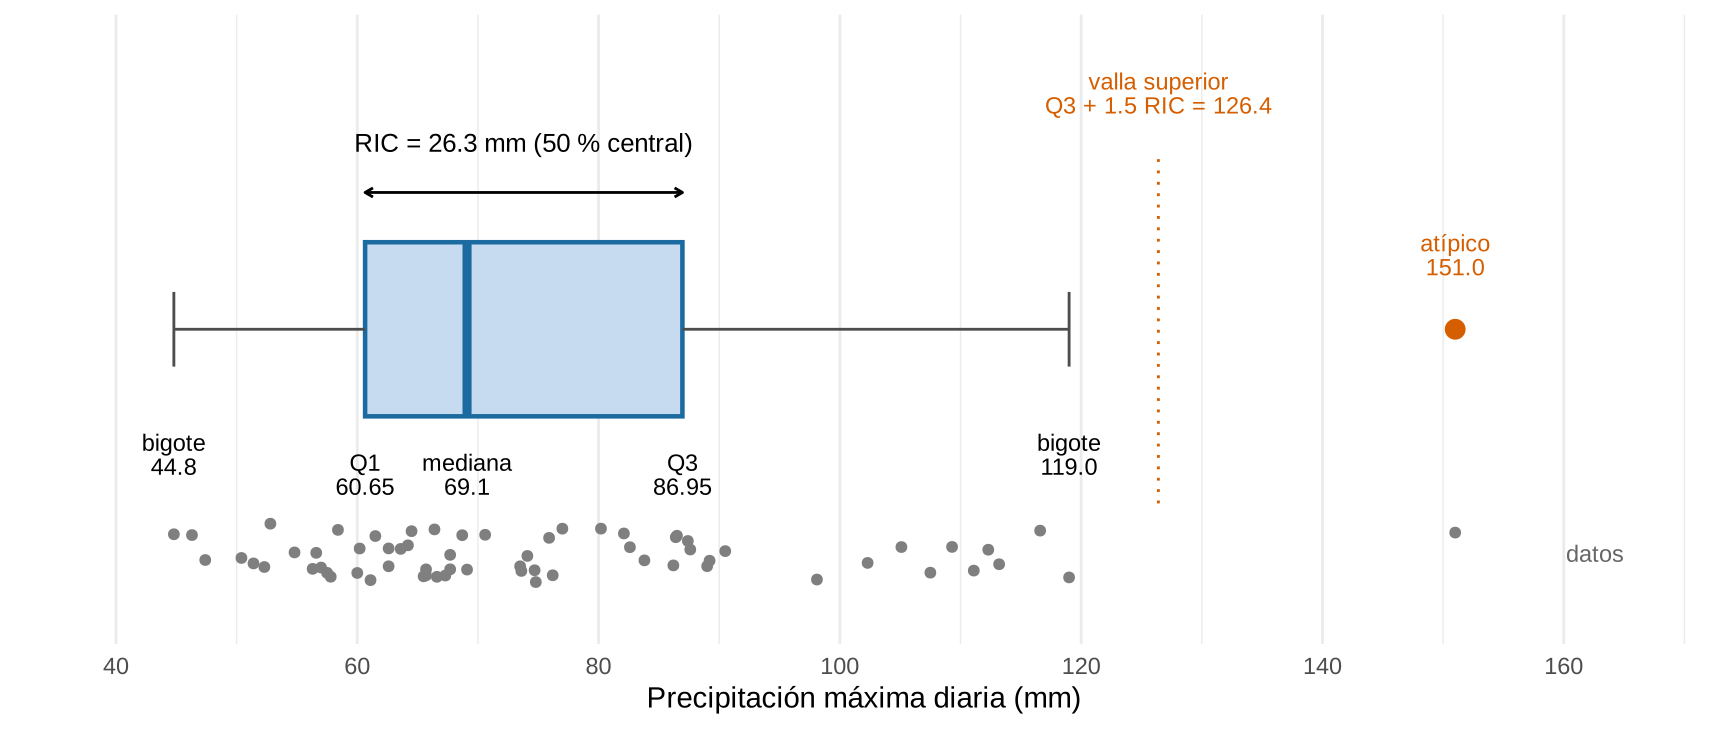 valla superior
Q3 + 1.5 RIC = 126.4
RIC = 26.3 mm (50 % central)
atípico
151.0
bigote
44.8
Q1
60.65
mediana
69.1
Q3
86.95
bigote
119.0
datos
40 60 80 100 120 140 160
Precipitación máxima diaria (mm)